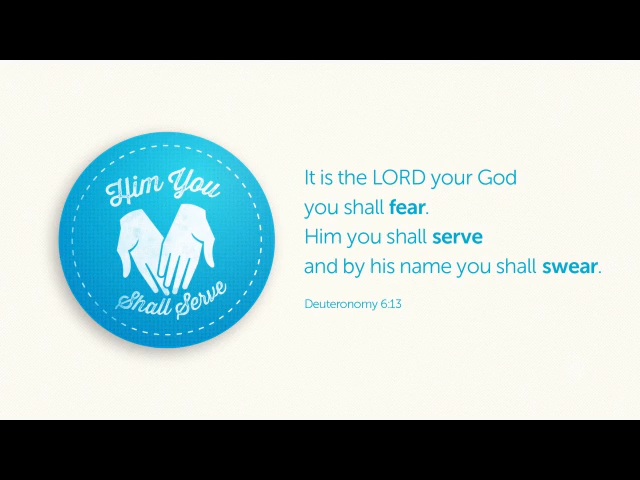 Him You
Shall Serve
It is the LORD your God
you shall fear.
Him you shall serve
and by his name you shall swear.
Deuteronomy 6:13